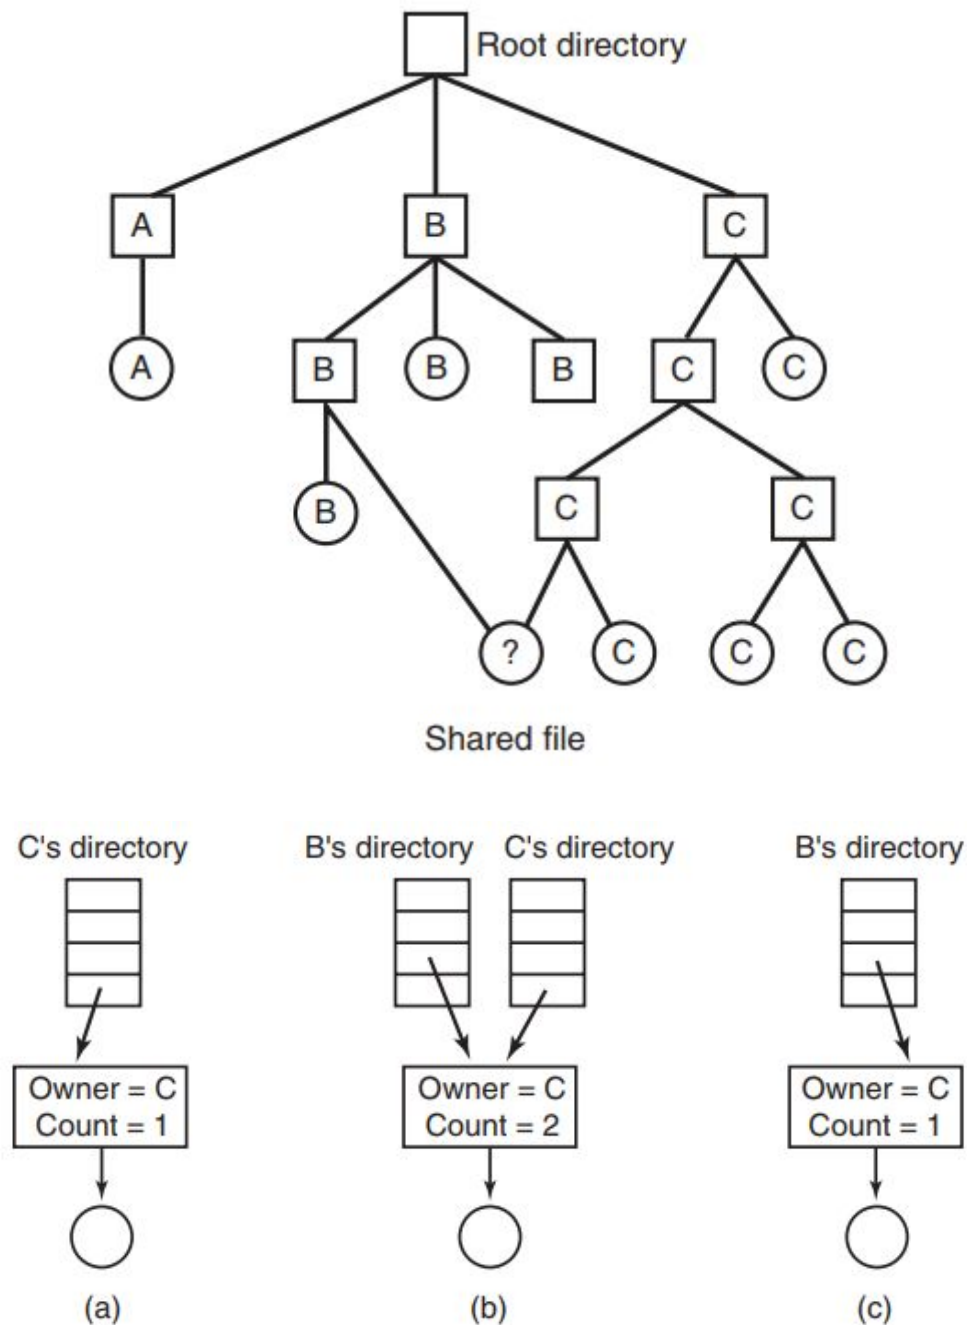 Root directory
A B C
A B B B C C
B C C
? C C C
Shared file
C's directory B's directory C's directory B's directory
Owner = C
Count = 1
Owner = C
Count = 2
Owner = C
Count = 1
(a) (b) (c)